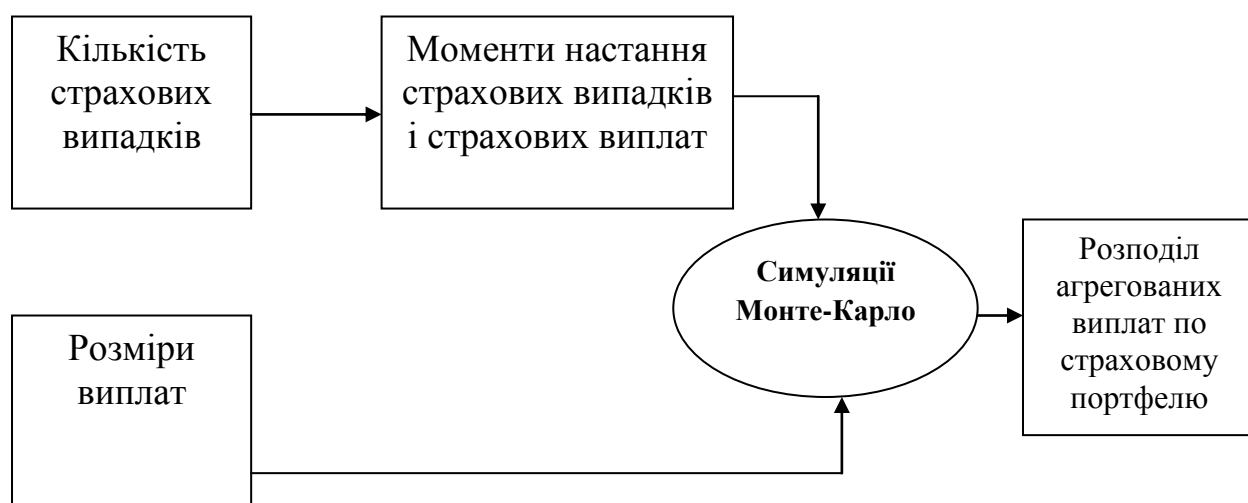 Кількість
страхових
випадків
Моменти настання
страхових випадків
і страхових виплат
Симуляції
Монте-Карло
Розподіл
агрегованих
виплат по
страховому
портфелю
Розміри
виплат